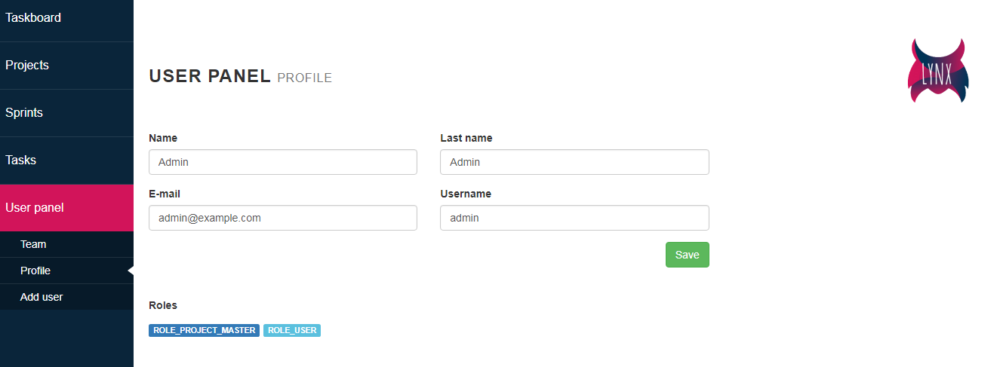 Taskboard
Projects
Sprints
Tasks
User panel
Team
Profile
Add user
USER PANEL PROFILE
LYNX
Name
Last name
Admin
Admin
E-mail
Username
admin@example.com
admin
Save
Roles
ROLE_PROJECT_MASTER ROLE_USER